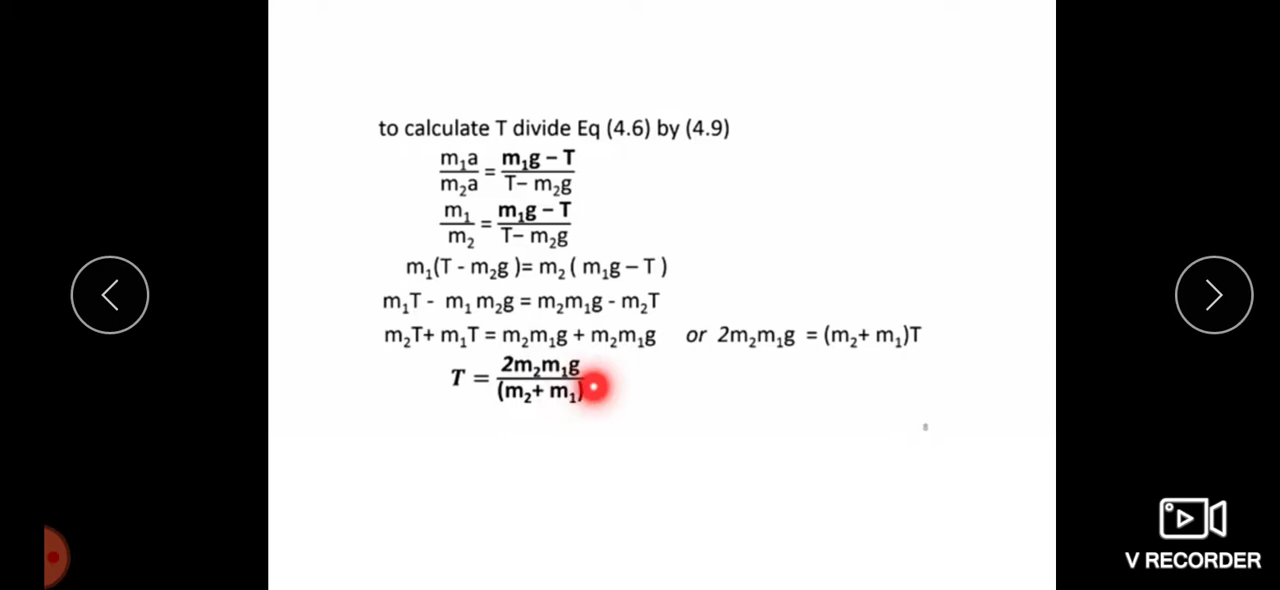 to calculate T divide Eq (4.6) by (4.9)
m₁a/m₂a = m₁g – T/T– m₂g
m₁/m₂ = m₁g – T/T– m₂g
m₁(T - m₂g )= m₂ ( m₁g – T )
m₁T - m₁ m₂g = m₂m₁g - m₂T
m₂T+ m₁T = m₂m₁g + m₂m₁g or 2m₂m₁g = (m₂+ m₁)T
T = 2m₂m₁g/(m₂+ m₁)
8
V RECORDER